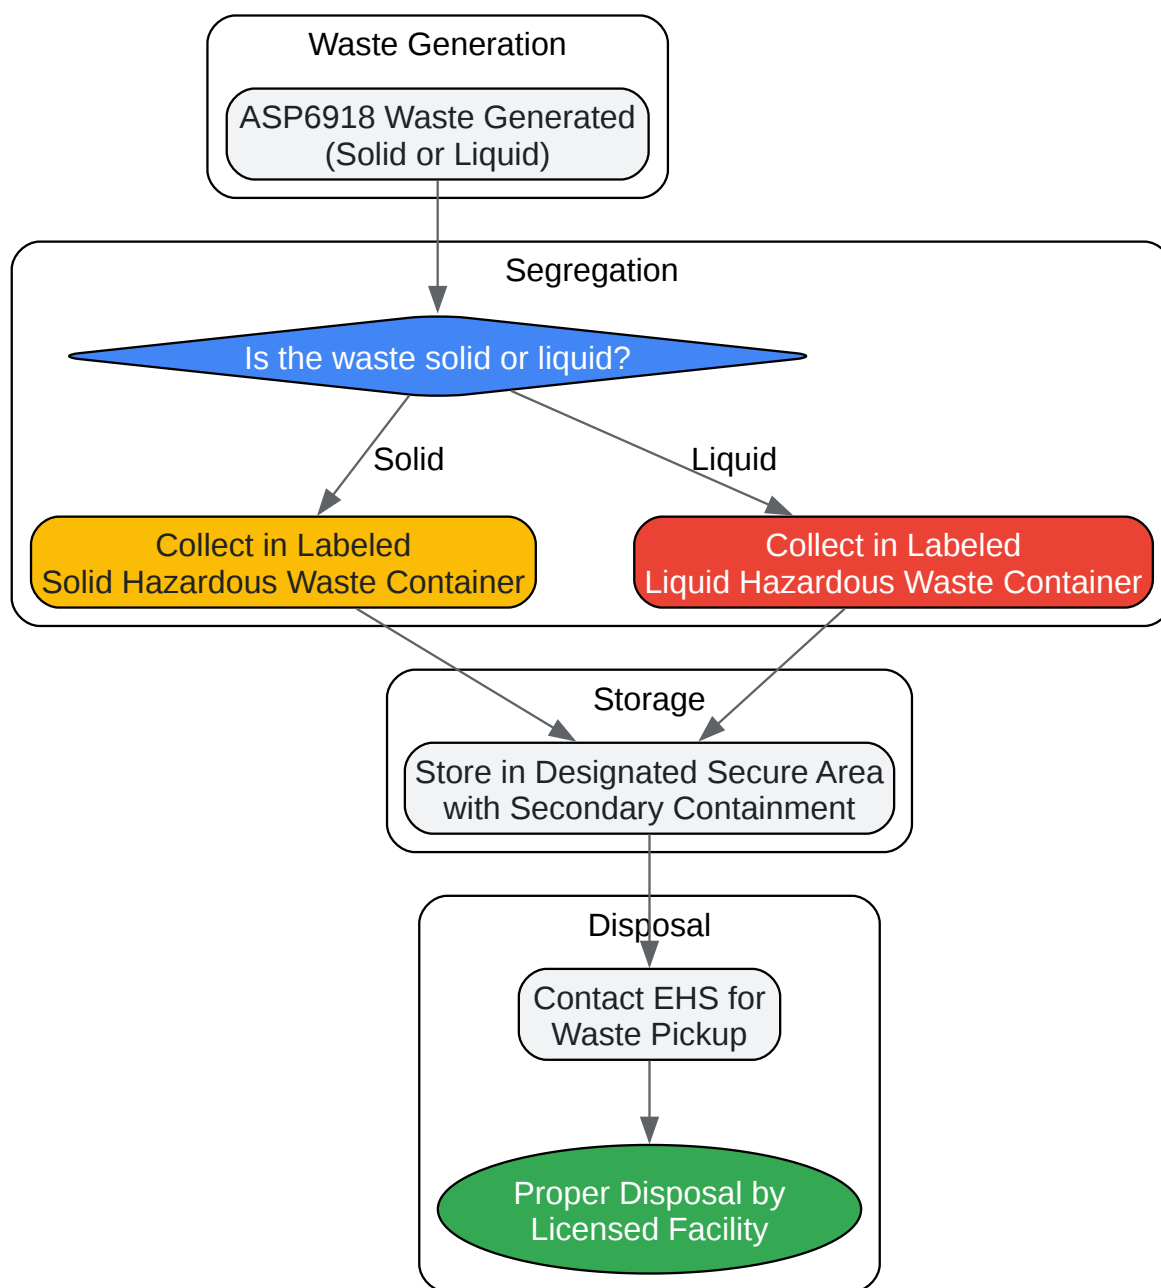 Waste Generation
ASP6918 Waste Generated
(Solid or Liquid)
Segregation
Is the waste solid or liquid?
Solid
Liquid
Collect in Labeled
Solid Hazardous Waste Container
Collect in Labeled
Liquid Hazardous Waste Container
Storage
Store in Designated Secure Area
with Secondary Containment
Disposal
Contact EHS for
Waste Pickup
Proper Disposal by
Licensed Facility